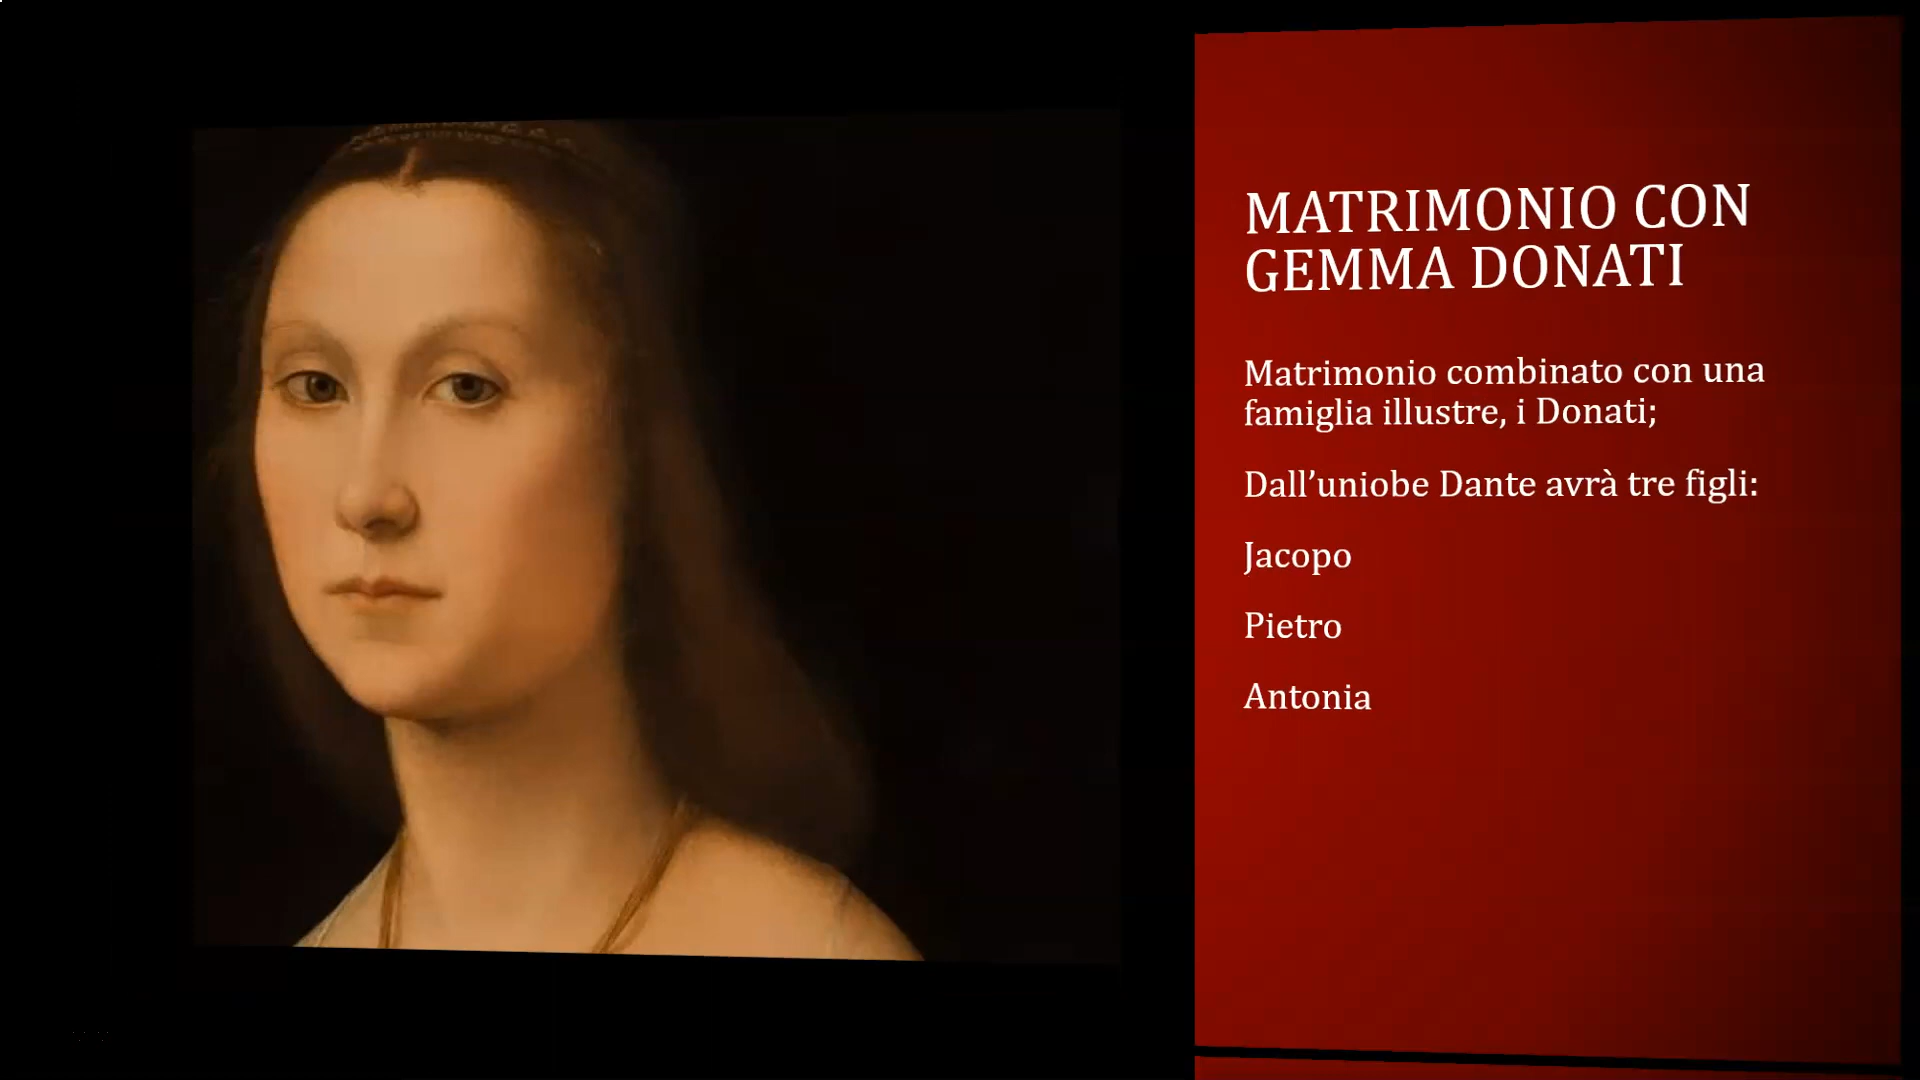 MATRIMONIO CON
GEMMA DONATI
Matrimonio combinato con una
famiglia illustre, i Donati;
Dall’uniobe Dante avrà tre figli:
Jacopo
Pietro
Antonia